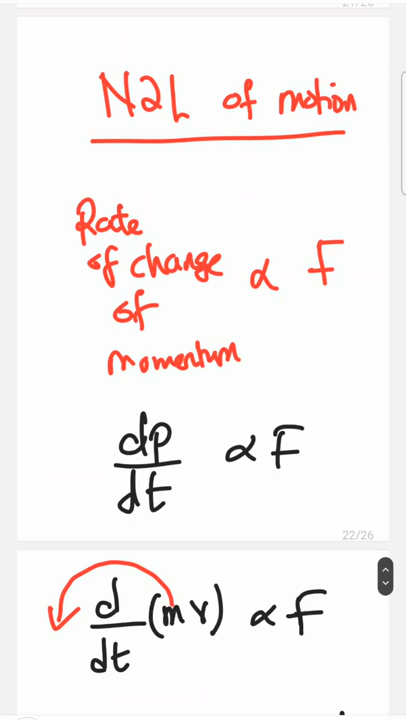 N2L of motion
Rate
of change ∝ F
of
momentum
dp/dt ∝ F
22/26
d/dt (mv) ∝ F